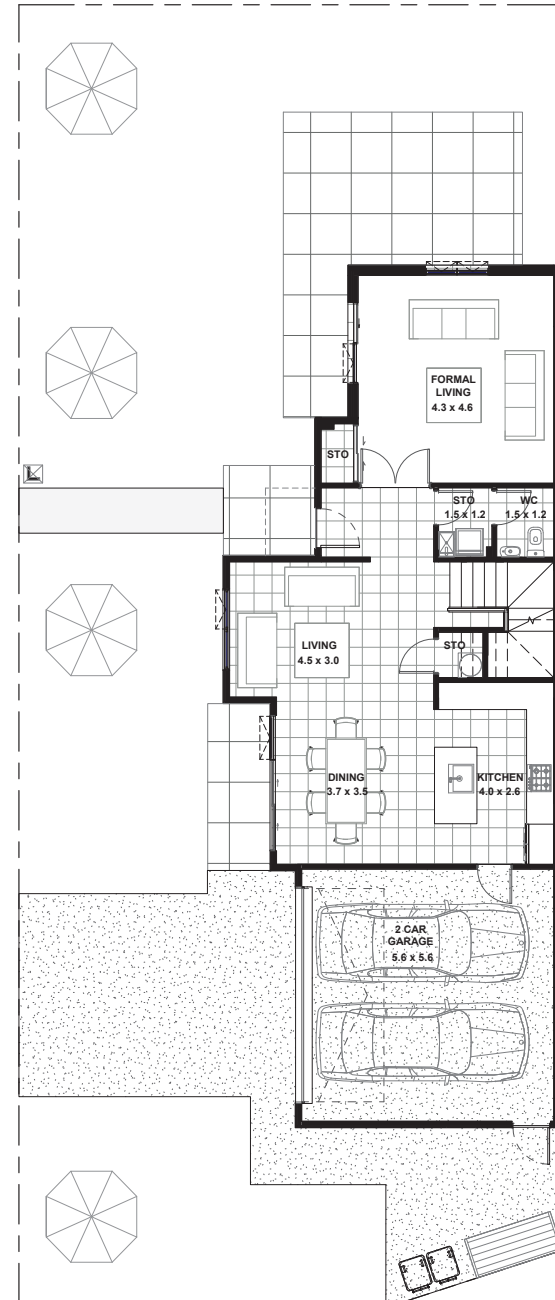 FORMAL
LIVING
4.3 x 4.6
STO
STO
1.5 x 1.2
WC
1.5 x 1.2
LIVING
4.5 x 3.0
STO
DINING
3.7 x 3.5
KITCHEN
4.0 x 2.6
2 CAR
GARAGE
5.6 x 5.6